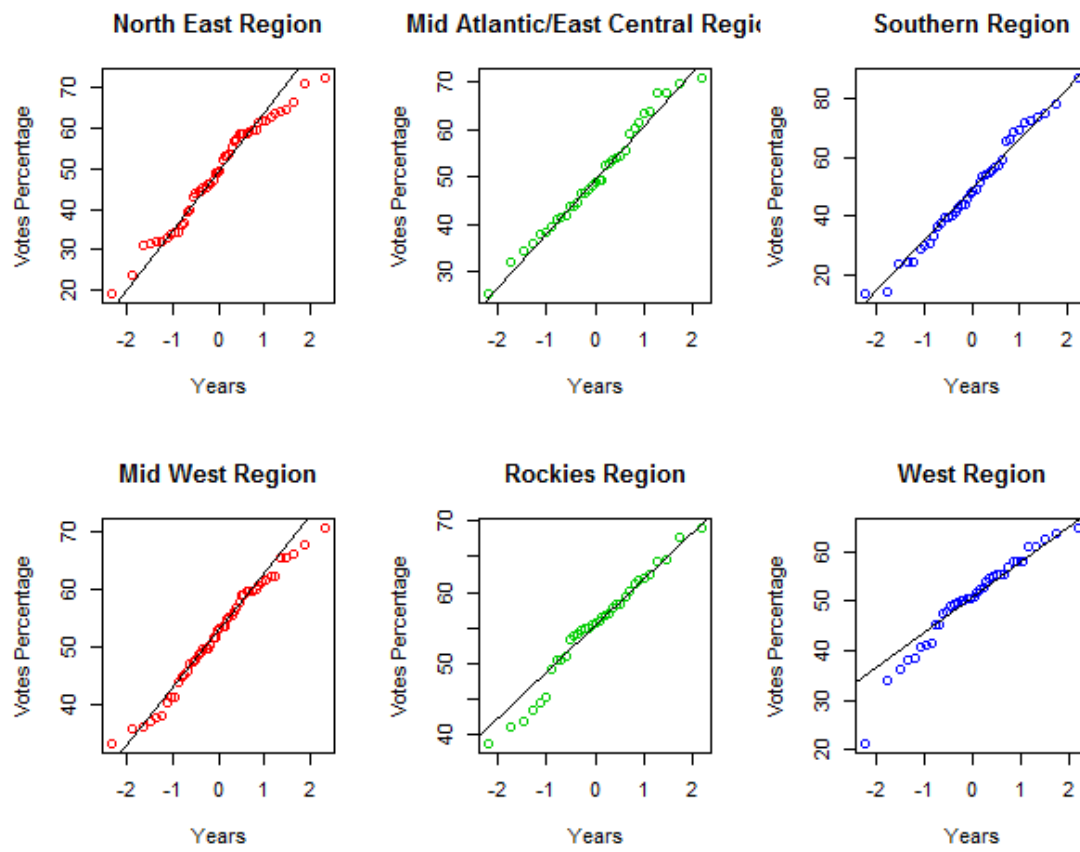 North East Region
Mid Atlantic/East Central Regic
Southern Region
Votes Percentage
20 30 40 50 60 70
-2 -1 0 1 2
Years
Votes Percentage
30 40 50 60 70
-2 -1 0 1 2
Years
Votes Percentage
20 40 60 80
-2 -1 0 1 2
Years
Mid West Region
Rockies Region
West Region
Votes Percentage
40 50 60 70
-2 -1 0 1 2
Years
Votes Percentage
40 50 60 70
-2 -1 0 1 2
Years
Votes Percentage
20 30 40 50 60
-2 -1 0 1 2
Years